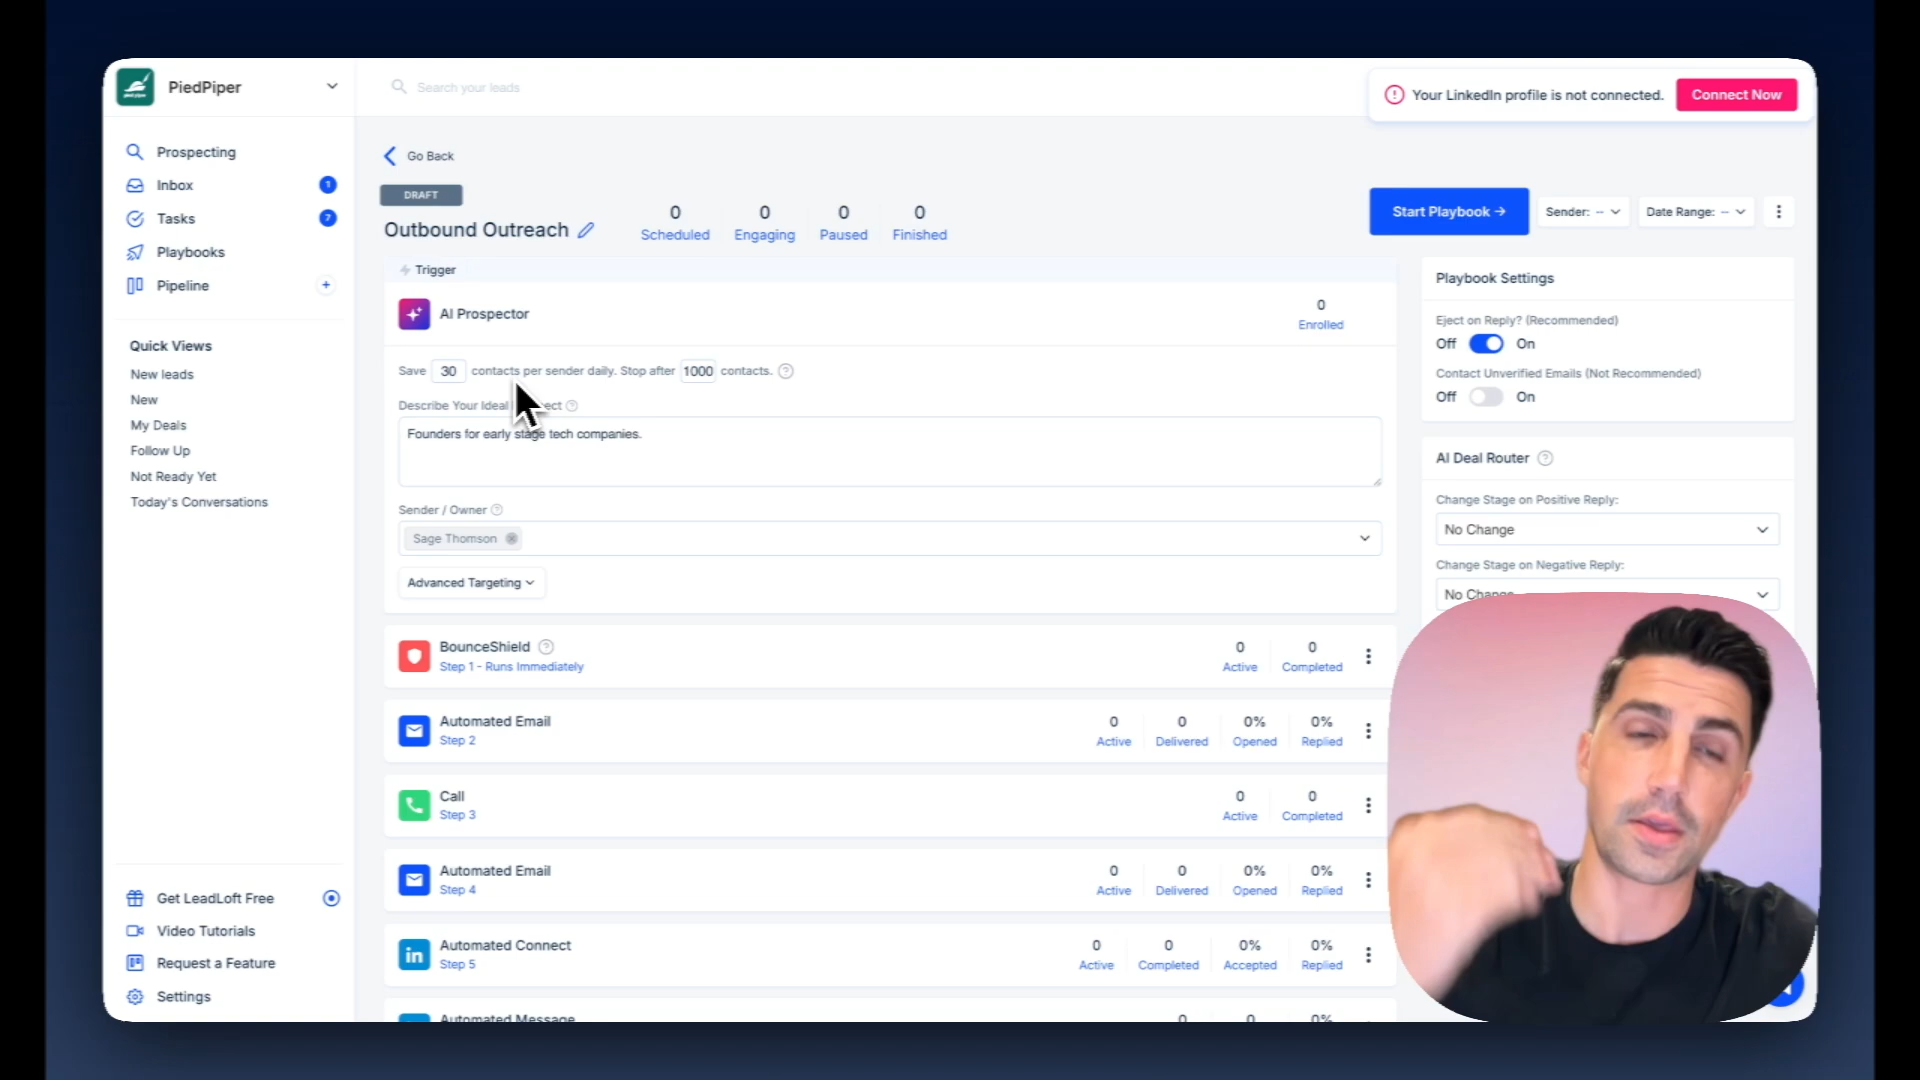 PiedPiper
Search your leads
Your LinkedIn profile is not connected.
Connect Now
Prospecting
Inbox
1
Tasks
7
Playbooks
Pipeline
+
Quick Views
New leads
New
My Deals
Follow Up
Not Ready Yet
Today's Conversations
Get LeadLoft Free
Video Tutorials
Request a Feature
Settings
Go Back
DRAFT
Outbound Outreach
0 Scheduled
0 Engaging
0 Paused
0 Finished
Start Playbook →
Sender: --
Date Range: --
Trigger
AI Prospector
0 Enrolled
Save 30 contacts per sender daily. Stop after 1000 contacts.
Describe Your Ideal
Founders for early stage tech companies.
Sender / Owner
Sage Thomson
Advanced Targeting
BounceShield
Step 1 - Runs Immediately
0 Active
0 Completed
Automated Email
Step 2
0 Active
0 Delivered
0% Opened
0% Replied
Call
Step 3
0 Active
0 Completed
Automated Email
Step 4
0 Active
0 Delivered
0% Opened
0% Replied
Automated Connect
Step 5
0 Active
0 Completed
0% Accepted
0% Replied
Automated Message
0
0
0%
Playbook Settings
Eject on Reply? (Recommended)
Off On
Contact Unverified Emails (Not Recommended)
Off On
AI Deal Router
Change Stage on Positive Reply:
No Change
Change Stage on Negative Reply:
No Change